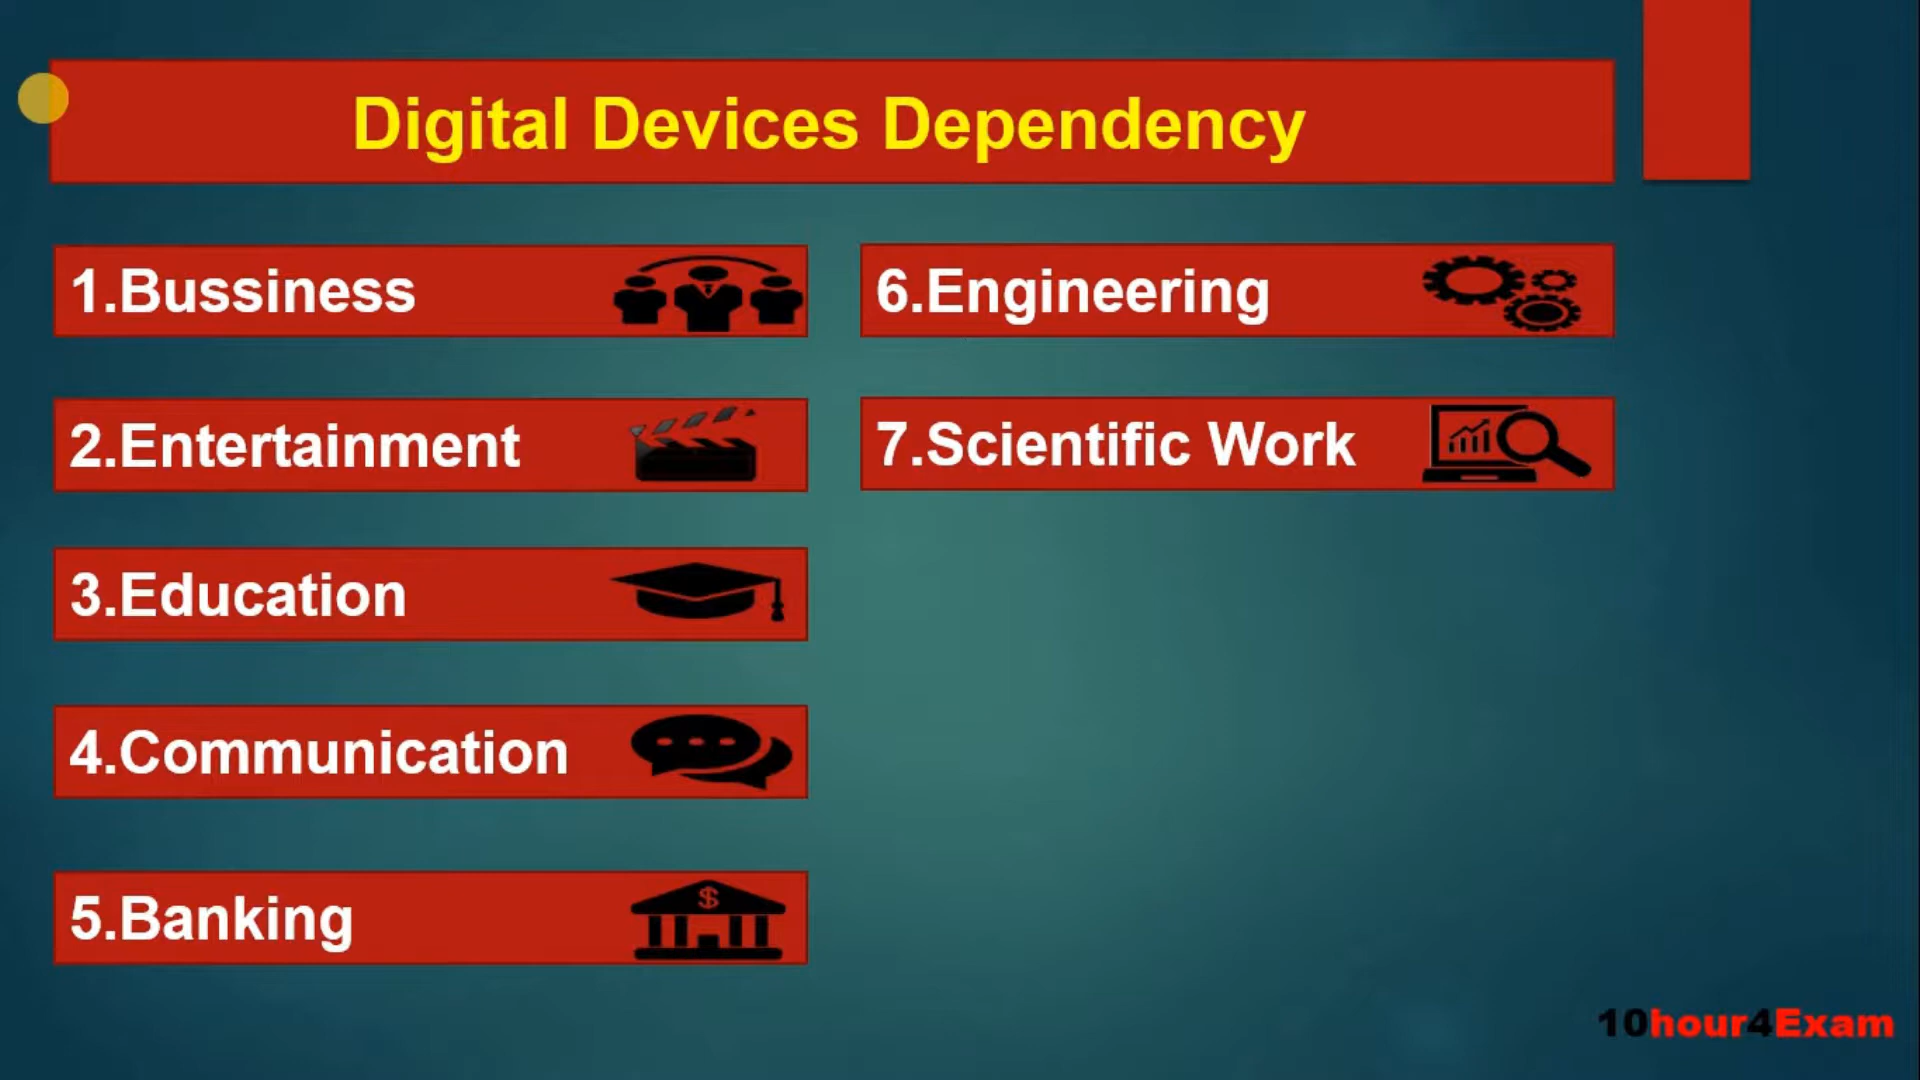 Digital Devices Dependency
1.Bussiness
2.Entertainment
3.Education
4.Communication
5.Banking
$
6.Engineering
7.Scientific Work
10hour4Exam